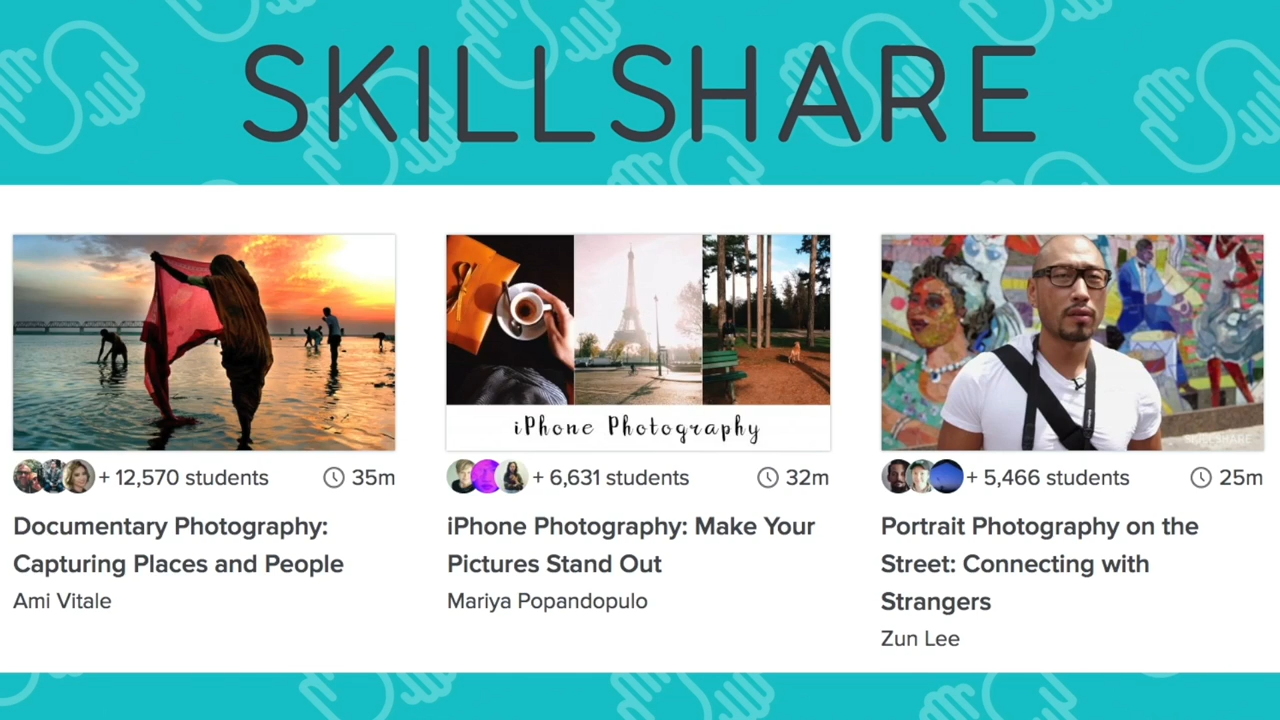 SKILLSHARE
iPhone Photography
SKILLSHARE
+ 12,570 students
35m
+ 6,631 students
32m
+ 5,466 students
25m
Documentary Photography:
Capturing Places and People
Ami Vitale
iPhone Photography: Make Your
Pictures Stand Out
Mariya Popandopulo
Portrait Photography on the
Street: Connecting with
Strangers
Zun Lee